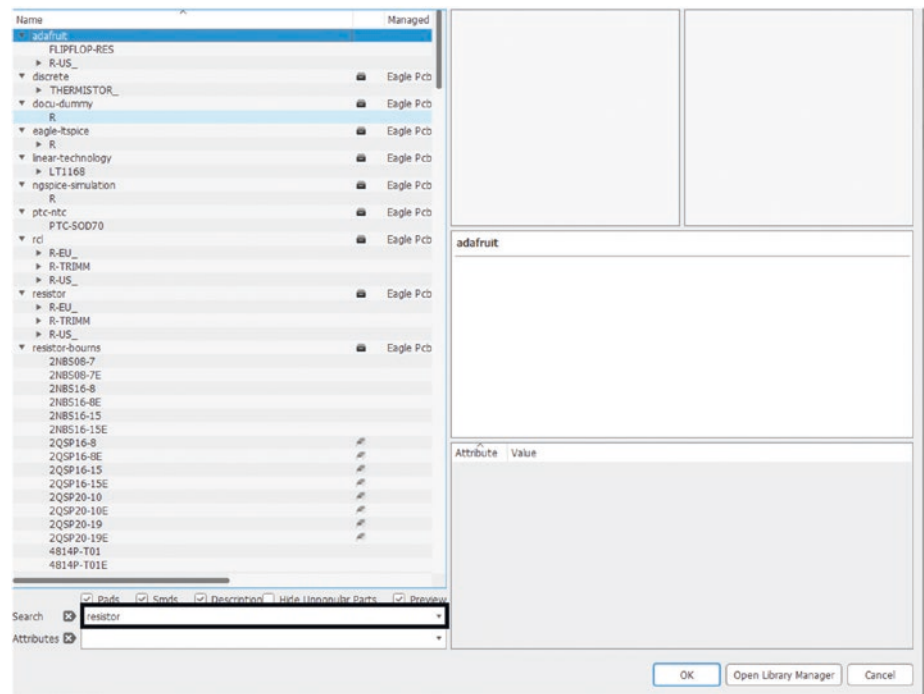 Name Managed
adafruit
FLIPFLOP-RES
R-US_
discrete Eagle Pcb
THERMISTOR_
docu-dummy Eagle Pcb
R
eagle-ltspice Eagle Pcb
R
linear-technology Eagle Pcb
LT1168
ngspice-simulation Eagle Pcb
R
ptc-ntc Eagle Pcb
PTC-SOD70
rcl Eagle Pcb
R-EU_
R-TRIMM
R-US_
resistor Eagle Pcb
R-EU_
R-TRIMM
R-US_
resistor-bourns Eagle Pcb
2NBS08-7
2NBS08-7E
2NBS16-8
2NBS16-8E
2NBS16-15
2NBS16-15E
2QSP16-8
2QSP16-8E
2QSP16-15
2QSP16-15E
2QSP20-10
2QSP20-10E
2QSP20-19
2QSP20-19E
4814P-T01
4814P-T01E
Pads Smds Description Hide Unpopular Parts Preview
Search resistor
Attributes
adafruit
Attribute Value
OK Open Library Manager Cancel